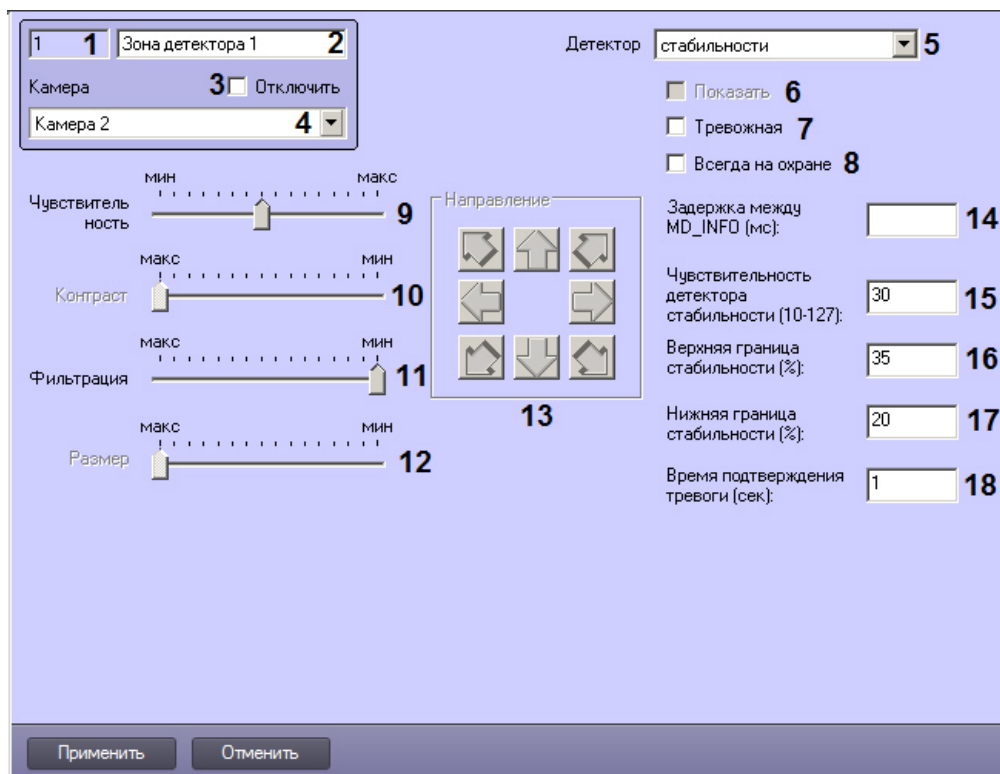 1 1 Зона детектора 1 2
Камера 3 Отключить
Камера 2 4
Детектор стабильности 5
Показать 6
Тревожная 7
Всегда на охране 8
мин макс
Чувствитель
ность 9
макс мин
Контраст 10
макс мин
Фильтрация 11
макс мин
Размер 12
Направление
13
Задержка между
MD_INFO (мс): 14
Чувствительность
детектора
стабильности (10-127): 30 15
Верхняя граница
стабильности (%): 35 16
Нижняя граница
стабильности (%): 20 17
Время подтверждения
тревоги (сек): 1 18
Применить Отменить